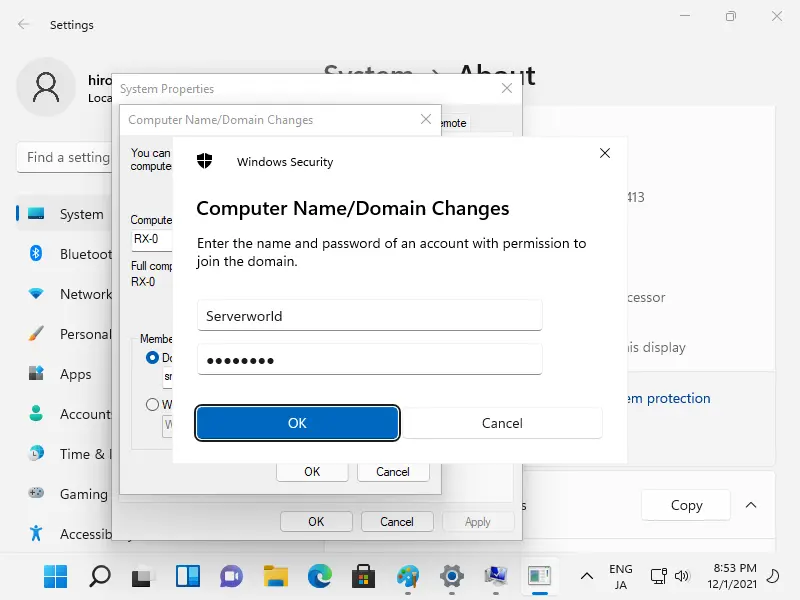 Settings
System > About
hiro
Loca
System Properties
Computer Name/Domain Changes
emote
You can
compute
Find a setting
Windows Security
Computer Name/Domain Changes
Enter the name and password of an account with permission to
join the domain.
Serverworld
●●●●●●●●
OK
Cancel
Compute
RX-0
Full comp
RX-0
Membe
Do
sr
W
W
OK
Cancel
OK
Cancel
Apply
System
Bluetoot
Network
Personal
Apps
Account
Time &
Gaming
Accessib
413
cessor
is display
em protection
s
Copy
ENG
JA
8:53 PM
12/1/2021